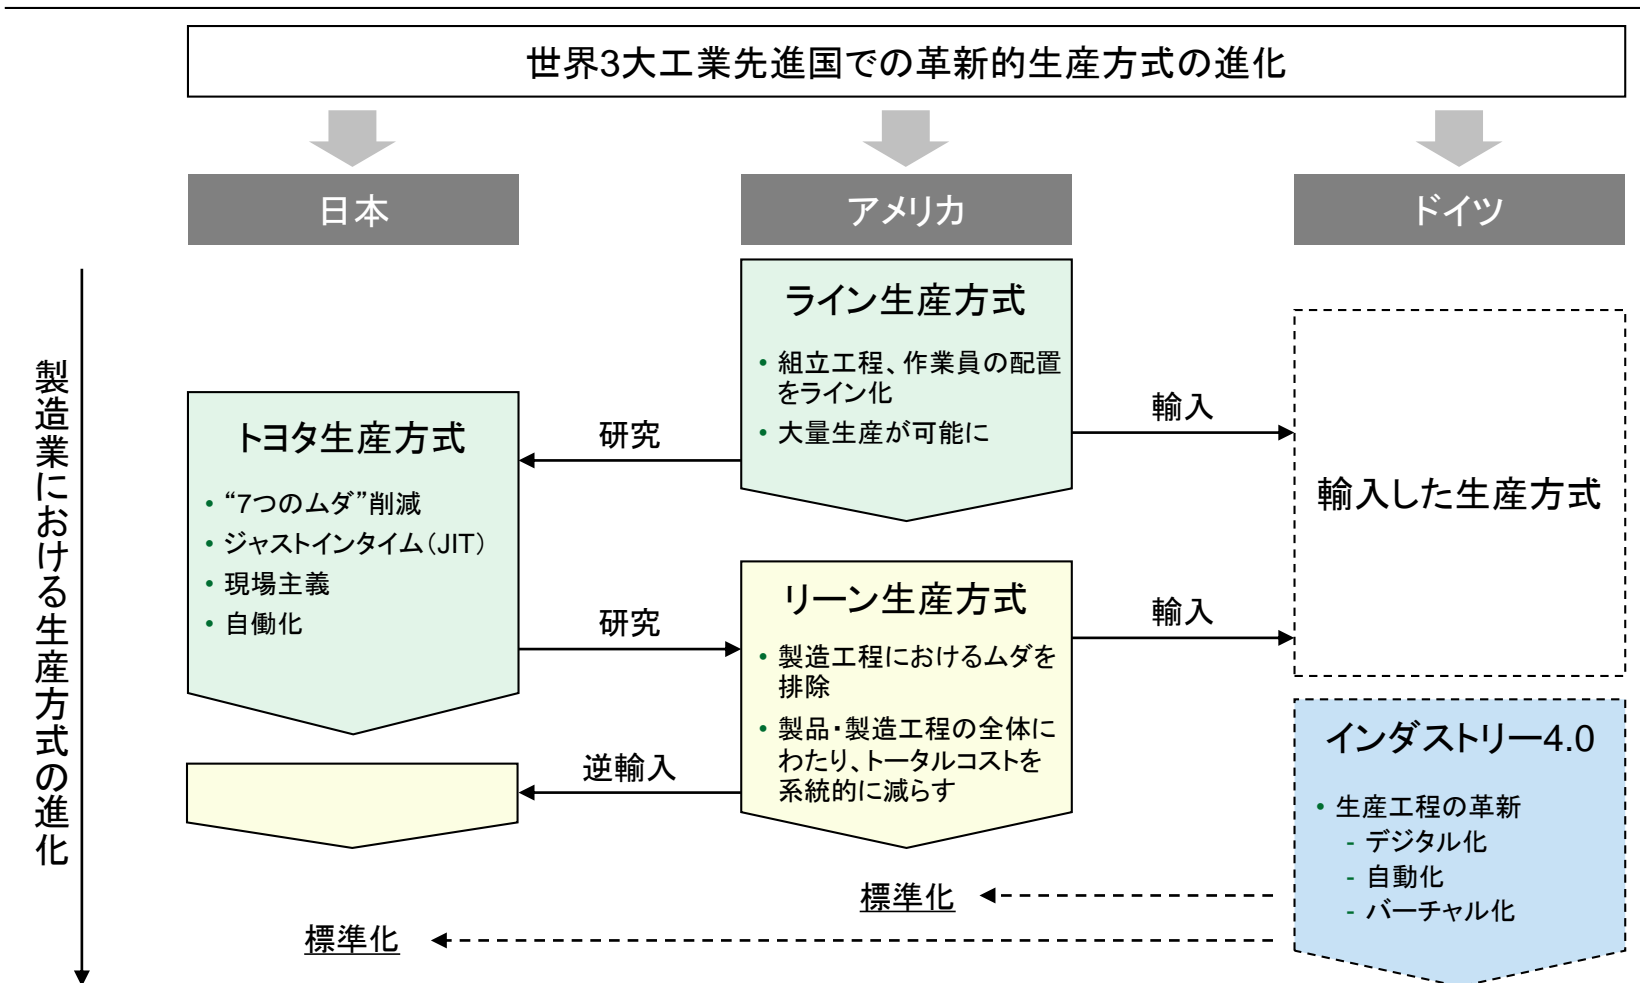 世界3大工業先進国での革新的生産方式の進化
日本
アメリカ
ドイツ
製造業における生産方式の進化
トヨタ生産方式
• “7つのムダ”削減
• ジャストインタイム(JIT)
• 現場主義
• 自働化
研究
研究
逆輸入
ライン生産方式
• 組立工程、作業員の配置
をライン化
• 大量生産が可能に
リーン生産方式
• 製造工程におけるムダを
排除
• 製品・製造工程の全体に
わたり、トータルコストを
系統的に減らす
輸入
輸入
輸入した生産方式
インダストリー4.0
• 生産工程の革新
- デジタル化
- 自動化
- バーチャル化
標準化
標準化